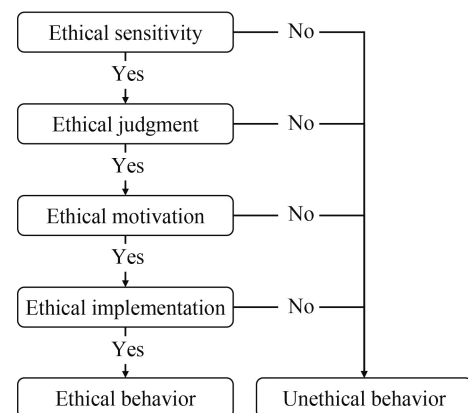 Ethical sensitivity
No
Yes
Ethical judgment
No
Yes
Ethical motivation
No
Yes
Ethical implementation
No
Yes
Ethical behavior
Unethical behavior